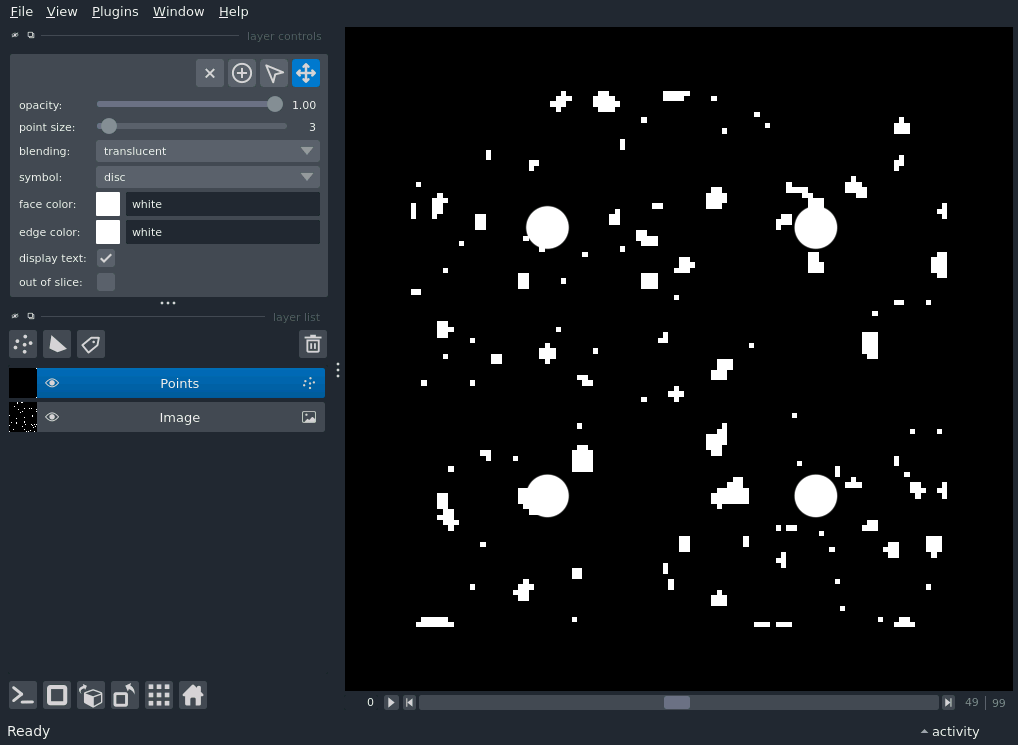 File View Plugins Window Help
layer controls
opacity: 1.00
point size: 3
blending: translucent
symbol: disc
face color: white
edge color: white
display text:
out of slice:
layer list
Points
Image
0 49 | 99
Ready activity